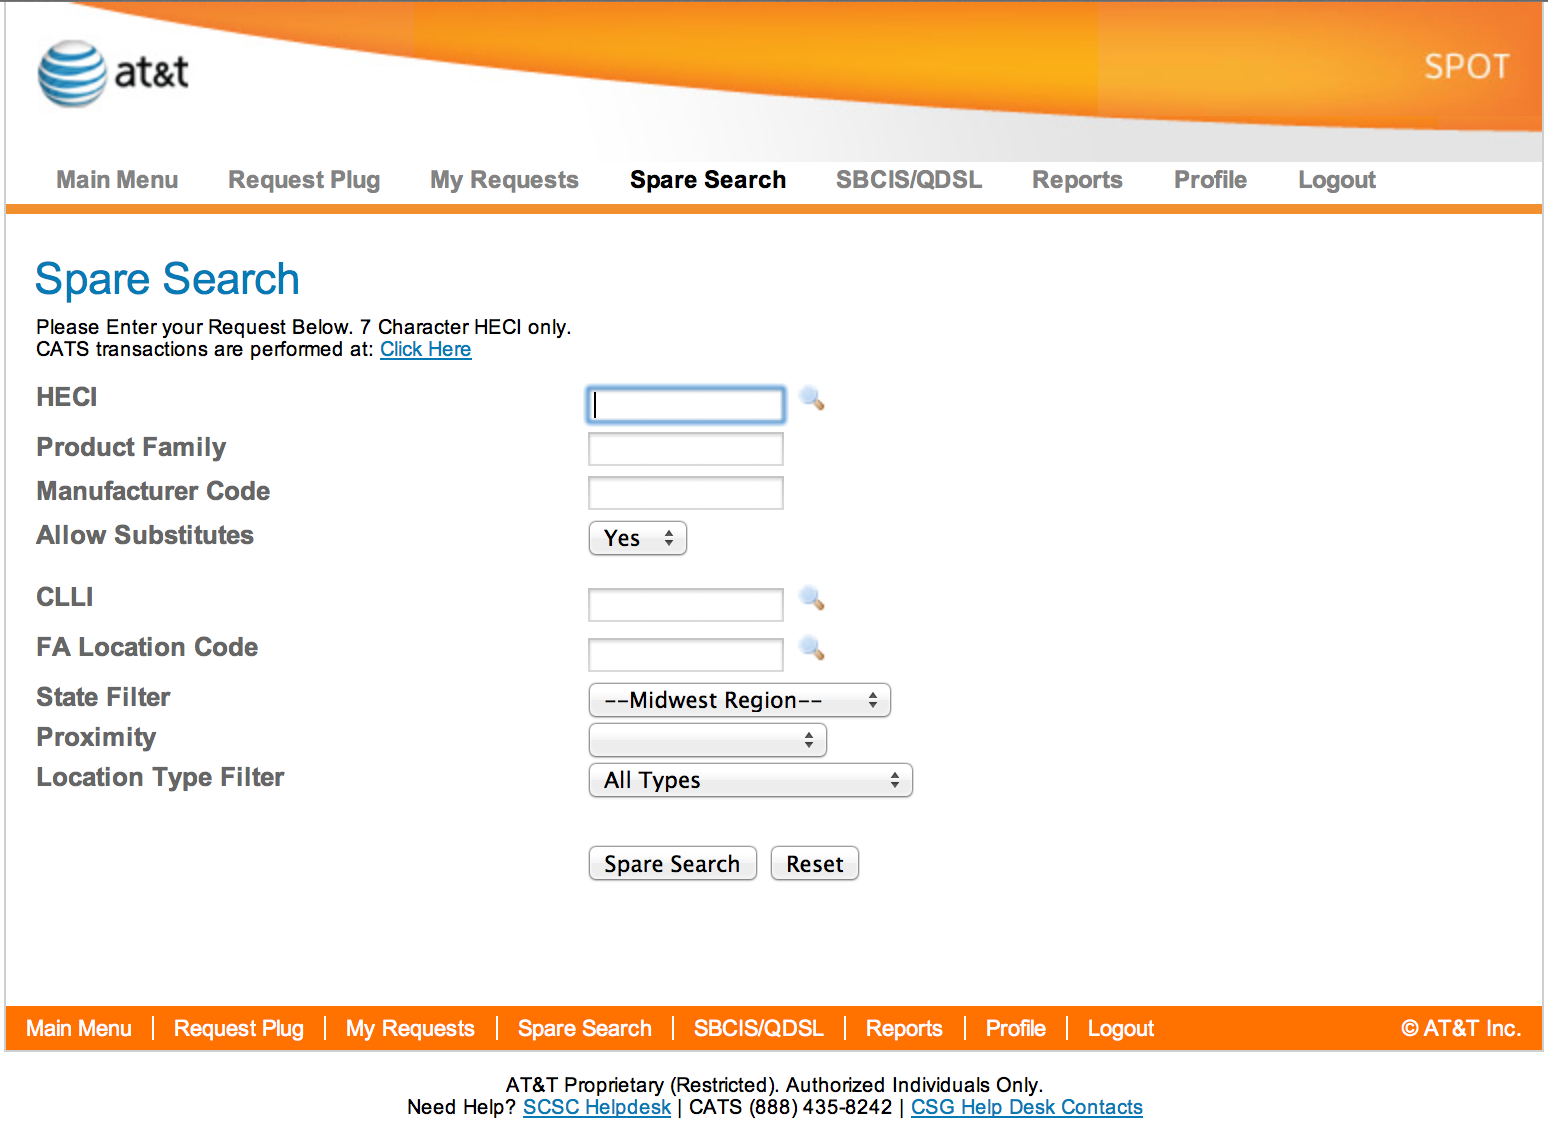 at&t
SPOT
Main Menu Request Plug My Requests Spare Search SBCIS/QDSL Reports Profile Logout
Spare Search
Please Enter your Request Below. 7 Character HECI only.
CATS transactions are performed at: Click Here
HECI
Product Family
Manufacturer Code
Allow Substitutes Yes
CLLI
FA Location Code
State Filter --Midwest Region--
Proximity
Location Type Filter All Types
Spare Search Reset
Main Menu | Request Plug | My Requests | Spare Search | SBCIS/QDSL | Reports | Profile | Logout © AT&T Inc.
AT&T Proprietary (Restricted). Authorized Individuals Only.
Need Help? SCSC Helpdesk | CATS (888) 435-8242 | CSG Help Desk Contacts